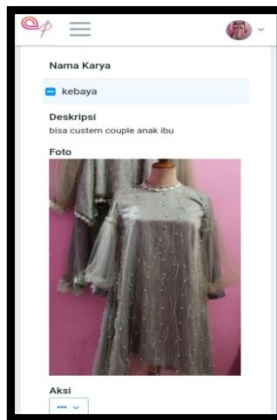 Nama Karya
kebaya
Deskripsi
bisa custem couple anak ibu
Foto
Aksi